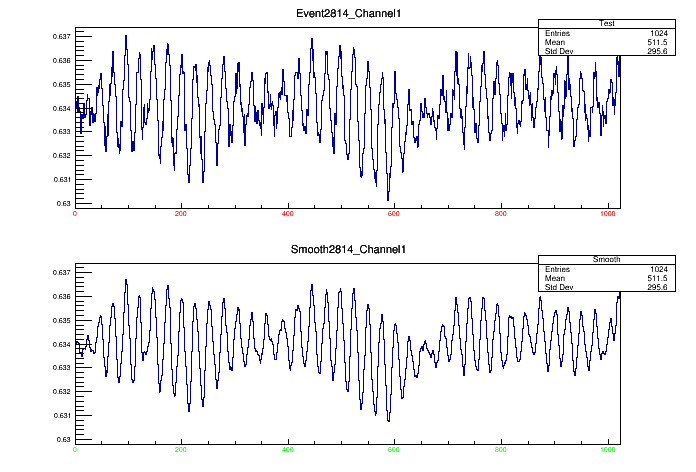 Event2814_Channel1
Test
Entries 1024
Mean 511.5
Std Dev 295.6
0.637
0.636
0.635
0.634
0.633
0.632
0.631
0.63
0 200 400 600 800 1000
Smooth2814_Channel1
Smooth
Entries 1024
Mean 511.5
Std Dev 295.6
0.637
0.636
0.635
0.634
0.633
0.632
0.631
0.63
0 200 400 600 800 1000